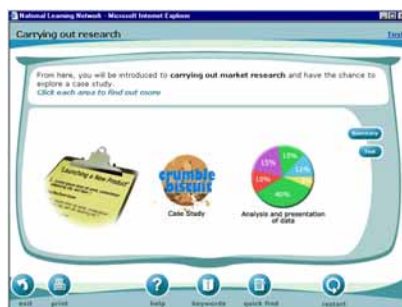 National Learning Network - Microsoft Internet Explorer
Carrying out research
From here, you will be introduced to carrying out market research and have the chance to
explore a case study.
Click each area to find out more
Summary
Launching a New Product
crumble
biscuit
Case Study
15%
10%
40%
Analysis and presentation
of data
exit
print
help
keywords
quick find
restart